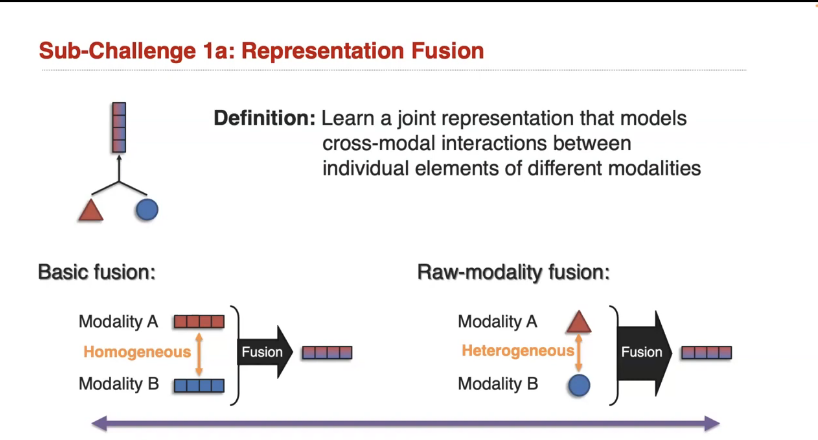 Sub-Challenge 1a: Representation Fusion
Definition: Learn a joint representation that models
cross-modal interactions between
individual elements of different modalities
Basic fusion:
Modality A
Homogeneous
Modality B
Fusion
Raw-modality fusion:
Modality A
Heterogeneous
Modality B
Fusion